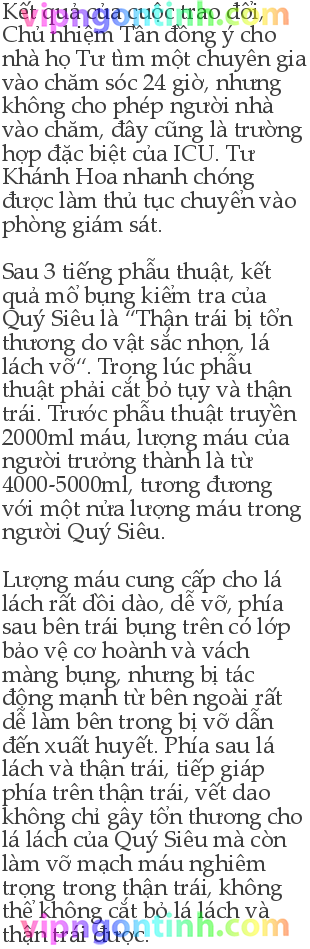 vipngontinh.com
Kết quả của cuộc trao đổi,
Chủ nhiệm Tần đồng ý cho
nhà họ Tư tìm một chuyên gia
vào chăm sóc 24 giờ, nhưng
không cho phép người nhà
vào chăm, đây cũng là trường
hợp đặc biệt của ICU. Tư
Khánh Hoa nhanh chóng
được làm thủ tục chuyển vào
phòng giám sát.
Sau 3 tiếng phẫu thuật, kết
quả mổ bụng kiểm tra của
Quý Siêu là “Thận trái bị tổn
thương do vật sắc nhọn, lá
lách vỡ“. Trong lúc phẫu
thuật phải cắt bỏ tụy và thận
trái. Trước phẫu thuật truyền
2000ml máu, lượng máu của
người trưởng thành là từ
4000-5000ml, tương đương
với một nửa lượng máu trong
người Quý Siêu.
Lượng máu cung cấp cho lá
lách rất dồi dào, dễ vỡ, phía
sau bên trái bụng trên có lớp
bảo vệ cơ hoành và vách
màng bụng, nhưng bị tác
động mạnh từ bên ngoài rất
dễ làm bên trong bị vỡ dẫn
đến xuất huyết. Phía sau lá
lách và thận trái, tiếp giáp
phía trên thận trái, vết dao
không chỉ gây tổn thương cho
lá lách của Quý Siêu mà còn
làm vỡ mạch máu nghiêm
trọng trong thận trái, không
thể không cắt bỏ lá lách và
thận trái được.
vipngontinh.com